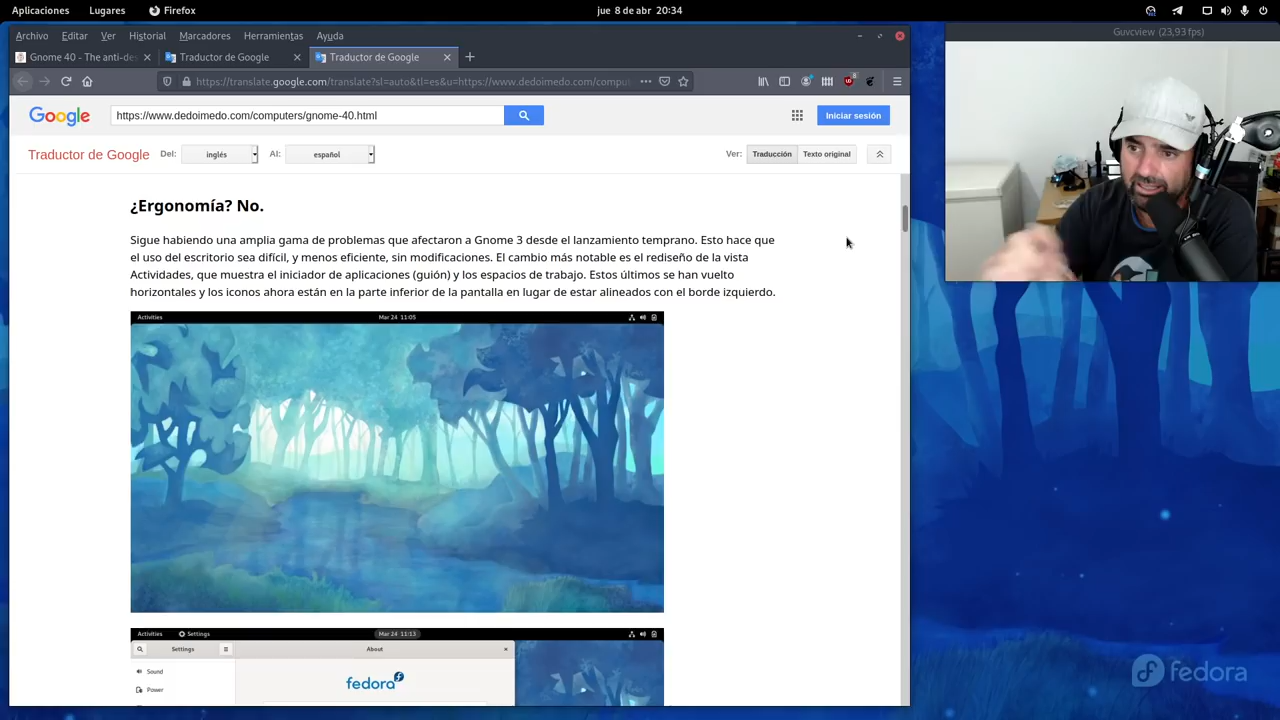 Aplicaciones Lugares Firefox jue 8 de abr 20:34
Archivo Editar Ver Historial Marcadores Herramientas Ayuda
Guvcview (23,93 fps)
Gnome 40 - The anti-des Traductor de Google Traductor de Google
https://translate.google.com/translate?sl=auto&tl=es&u=https://www.dedoimedo.com/compu
Google https://www.dedoimedo.com/computers/gnome-40.html Iniciar sesión
Traductor de Google Del: inglés Al: español Ver: Traducción Texto original
¿Ergonomía? No.
Sigue habiendo una amplia gama de problemas que afectaron a Gnome 3 desde el lanzamiento temprano. Esto hace que
el uso del escritorio sea difícil, y menos eficiente, sin modificaciones. El cambio más notable es el rediseño de la vista
Actividades, que muestra el iniciador de aplicaciones (guión) y los espacios de trabajo. Estos últimos se han vuelto
horizontales y los iconos ahora están en la parte inferior de la pantalla en lugar de estar alineados con el borde izquierdo.
Activities Mar 24 11:05
Activities Settings Mar 24 11:13
Settings About
Sound
fedora
Power
fedora